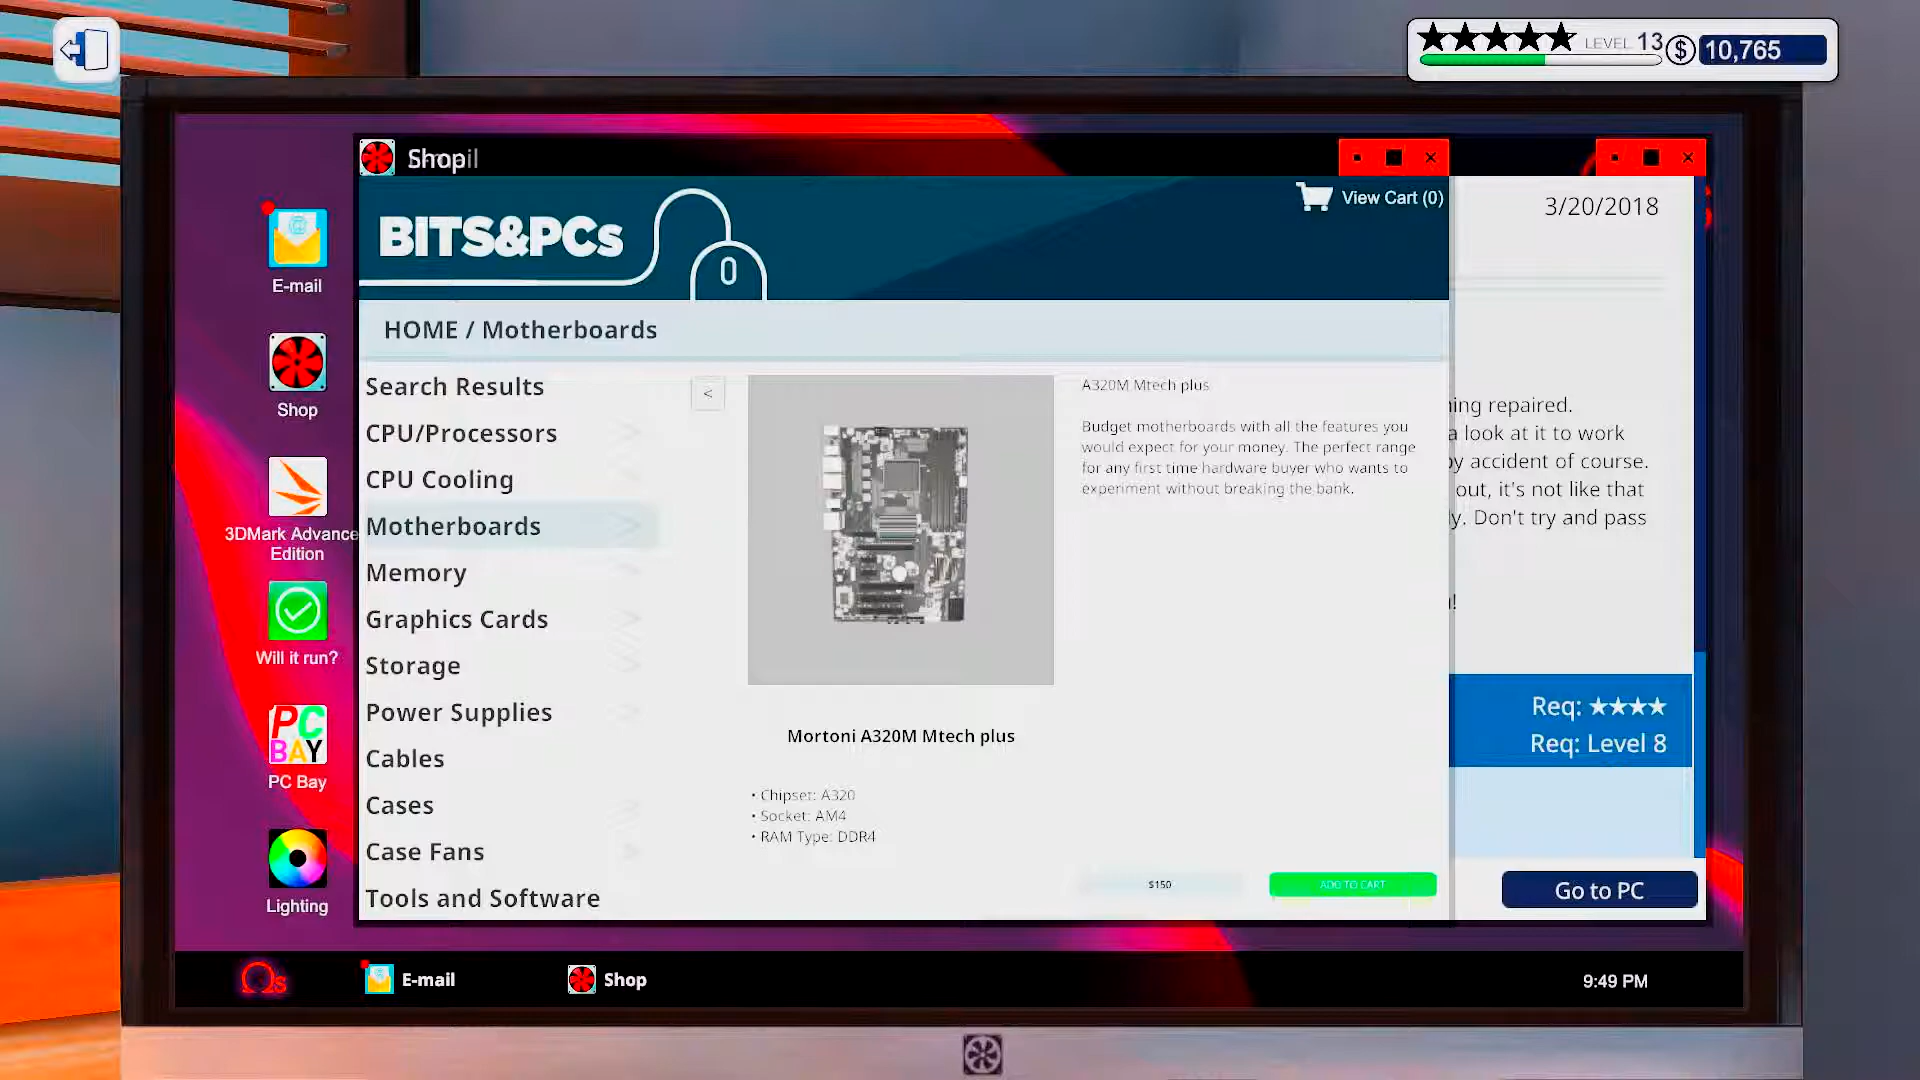 LEVEL 13
$ 10,765
Shop
View Cart (0)
BITS&PCs
3/20/2018
E-mail
HOME / Motherboards
Search Results
<
A320M Mtech plus
Shop
CPU/Processors
Budget motherboards with all the features you
would expect for your money. The perfect range
for any first time hardware buyer who wants to
experiment without breaking the bank.
ing repaired.
a look at it to work
by accident of course.
out, it's not like that
y. Don't try and pass
CPU Cooling
Motherboards
3DMark Advance
Edition
Memory
Graphics Cards
Will it run?
Storage
Power Supplies
Req: ★★★★
Req: Level 8
Mortoni A320M Mtech plus
PC
BAY
PC Bay
Cables
• Chipset: A320
• Socket: AM4
• RAM Type: DDR4
Cases
Case Fans
$150
ADD TO CART
Go to PC
Lighting
Tools and Software
Ωs
E-mail
Shop
9:49 PM